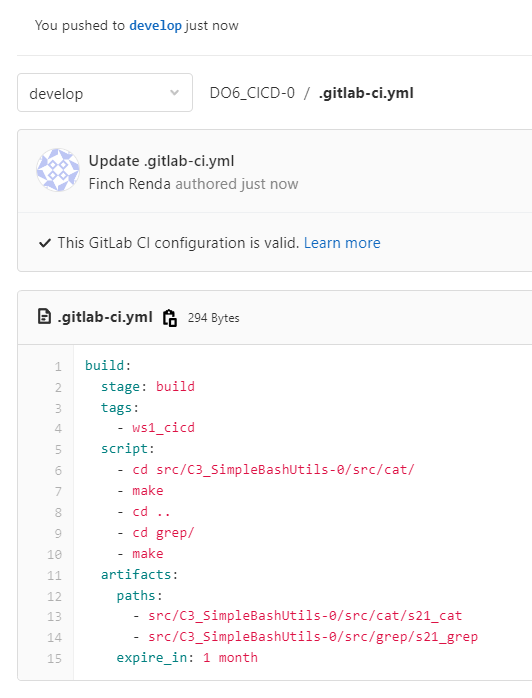 You pushed to develop just now
develop DO6_CICD-0 / .gitlab-ci.yml
Update .gitlab-ci.yml
Finch Renda authored just now
This GitLab CI configuration is valid. Learn more
.gitlab-ci.yml 294 Bytes
1 build:
2   stage: build
3   tags:
4     - ws1_cicd
5   script:
6     - cd src/C3_SimpleBashUtils-0/src/cat/
7     - make
8     - cd ..
9     - cd grep/
10     - make
11   artifacts:
12     paths:
13       - src/C3_SimpleBashUtils-0/src/cat/s21_cat
14       - src/C3_SimpleBashUtils-0/src/grep/s21_grep
15     expire_in: 1 month